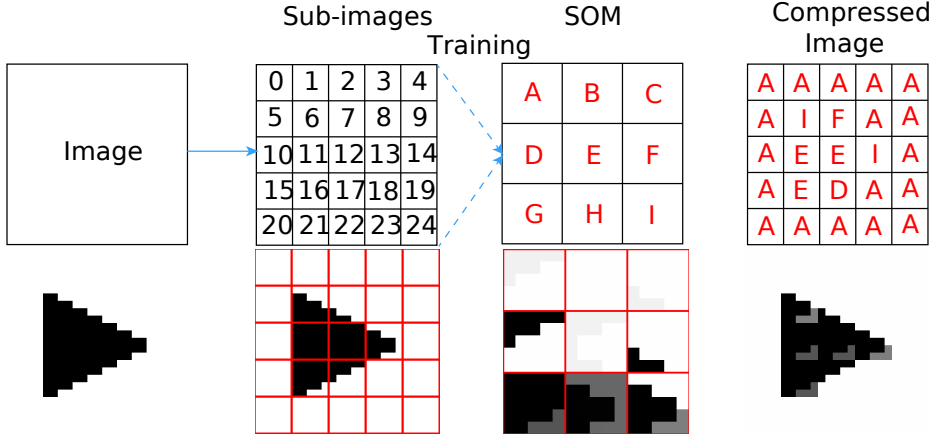 Sub-images
SOM
Compressed
Image
Training
Image
0 1 2 3 4
5 6 7 8 9
10 11 12 13 14
15 16 17 18 19
20 21 22 23 24
A B C
D E F
G H I
A A A A A
A I F A A
A E E I A
A E D A A
A A A A A